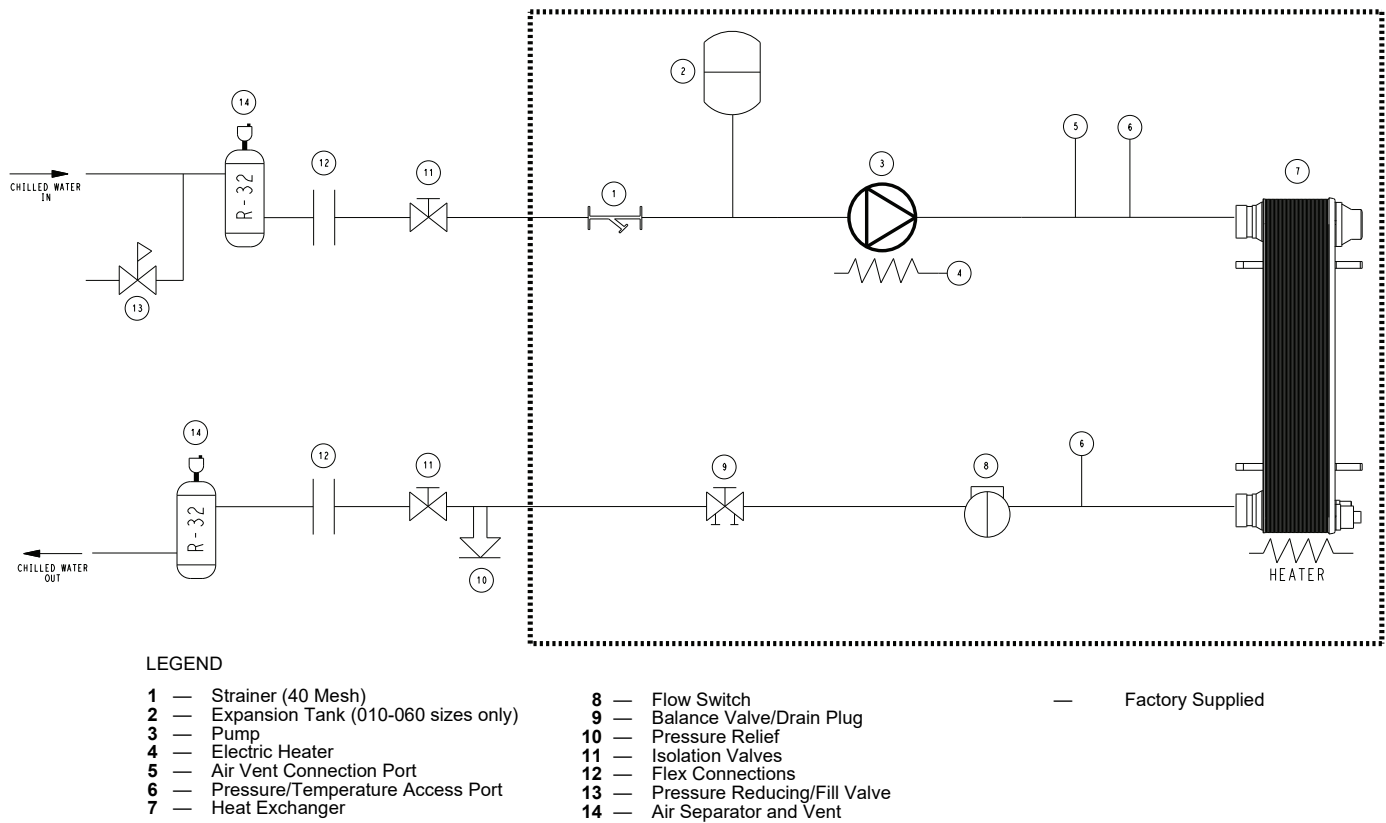 14
12
11
1
2
3
4
5
6
7
CHILLED WATER
IN
R-32
13
14
12
11
10
9
8
6
R-32
CHILLED WATER
OUT
HEATER
LEGEND
1 — Strainer (40 Mesh)
2 — Expansion Tank (010-060 sizes only)
3 — Pump
4 — Electric Heater
5 — Air Vent Connection Port
6 — Pressure/Temperature Access Port
7 — Heat Exchanger
8 — Flow Switch
9 — Balance Valve/Drain Plug
10 — Pressure Relief
11 — Isolation Valves
12 — Flex Connections
13 — Pressure Reducing/Fill Valve
14 — Air Separator and Vent
— Factory Supplied